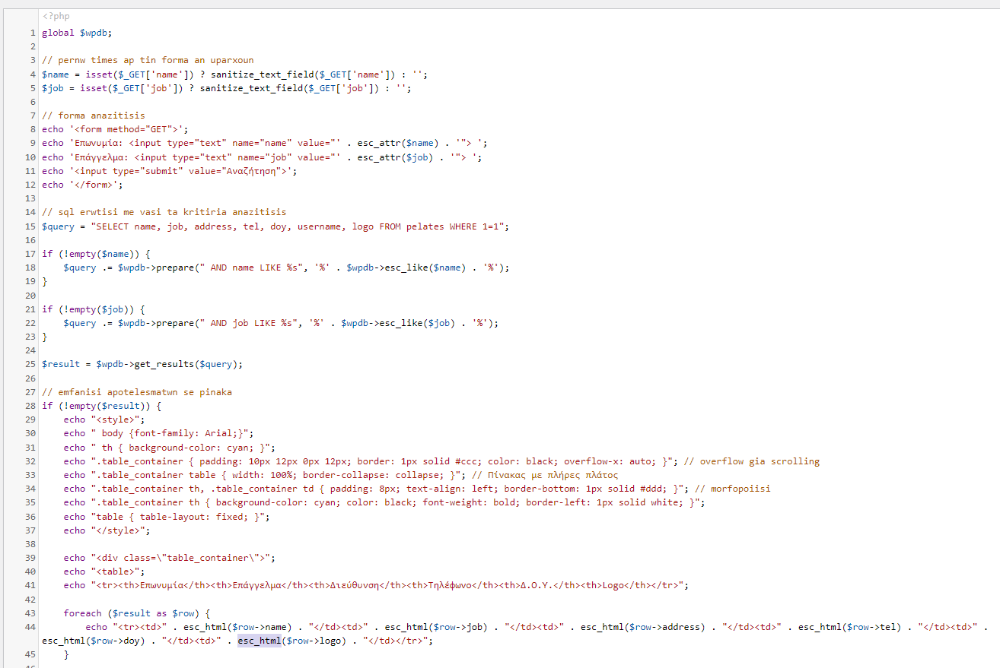 <?php
1 global $wpdb;
2
3 // pernw times ap tin forma an uparxoun
4 $name = isset($_GET['name']) ? sanitize_text_field($_GET['name']) : '';
5 $job = isset($_GET['job']) ? sanitize_text_field($_GET['job']) : '';
6
7 // forma anazitisis
8 echo '<form method="GET">';
9 echo 'Επωνυμία: <input type="text" name="name" value="' . esc_attr($name) . '"> ';
10 echo 'Επάγγελμα: <input type="text" name="job" value="' . esc_attr($job) . '"> ';
11 echo '<input type="submit" value="Αναζήτηση">';
12 echo '</form>';
13
14 // sql erwtisi me vasi ta kritiria anazitisis
15 $query = "SELECT name, job, address, tel, doy, username, logo FROM pelates WHERE 1=1";
16
17 if (!empty($name)) {
18 $query .= $wpdb->prepare(" AND name LIKE %s", '%' . $wpdb->esc_like($name) . '%');
19 }
20
21 if (!empty($job)) {
22 $query .= $wpdb->prepare(" AND job LIKE %s", '%' . $wpdb->esc_like($job) . '%');
23 }
24
25 $result = $wpdb->get_results($query);
26
27 // emfanisi apotelesmatwn se pinaka
28 if (!empty($result)) {
29 echo "<style>";
30 echo " body {font-family: Arial;}";
31 echo " th { background-color: cyan; }";
32 echo ".table_container { padding: 10px 12px 0px 12px; border: 1px solid #ccc; color: black; overflow-x: auto; }"; // overflow gia scrolling
33 echo ".table_container table { width: 100%; border-collapse: collapse; }"; // Πίνακας με πλήρες πλάτος
34 echo ".table_container th, .table_container td { padding: 8px; text-align: left; border-bottom: 1px solid #ddd; }"; // morfopoiisi
35 echo ".table_container th { background-color: cyan; color: black; font-weight: bold; border-left: 1px solid white; }";
36 echo "table { table-layout: fixed; }";
37 echo "</style>";
38
39 echo "<div class=\"table_container\">";
40 echo "<table>";
41 echo "<tr><th>Επωνυμία</th><th>Επάγγελμα</th><th>Διεύθυνση</th><th>Τηλέφωνο</th><th>Δ.Ο.Υ.</th><th>Logo</th></tr>";
42
43 foreach ($result as $row) {
44 echo "<tr><td>" . esc_html($row->name) . "</td><td>" . esc_html($row->job) . "</td><td>" . esc_html($row->address) . "</td><td>" . esc_html($row->tel) . "</td><td>" .
esc_html($row->doy) . "</td><td>" . esc_html($row->logo) . "</td></tr>";
45 }